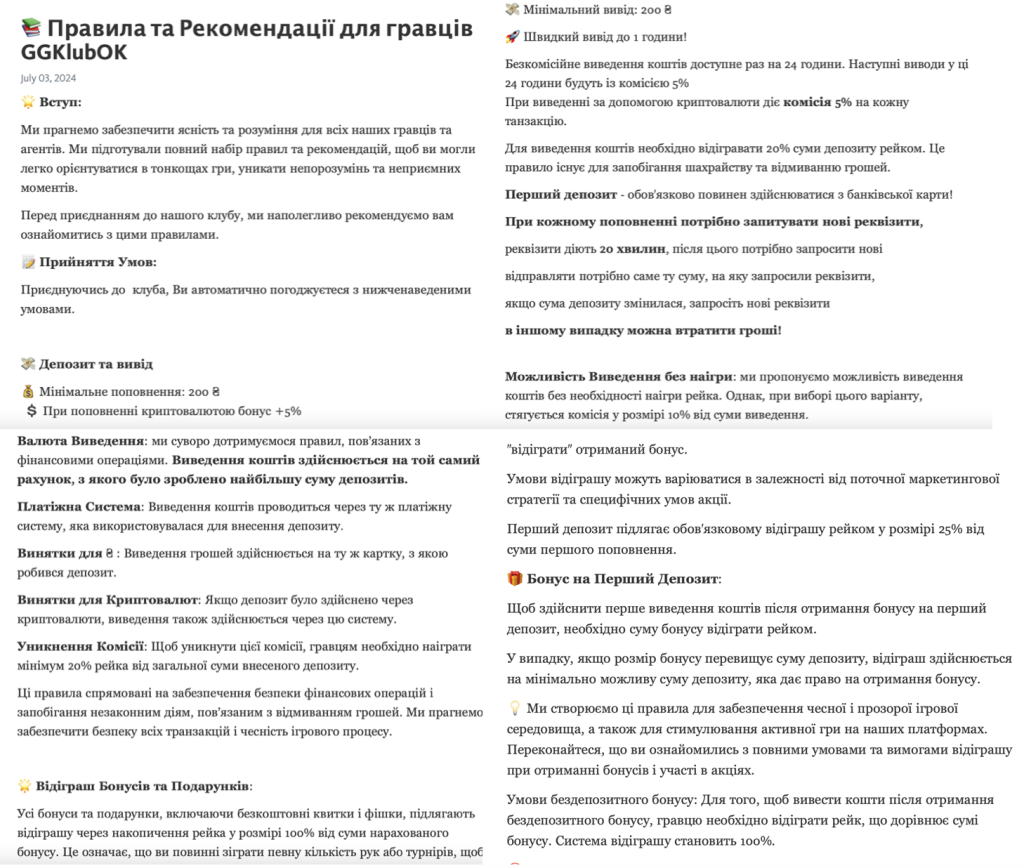 📚 Правила та Рекомендації для гравців
GGKlubOK
July 03, 2024
🌟 Вступ:
Ми прагнемо забезпечити ясність та розуміння для всіх наших гравців та
агентів. Ми підготували повний набір правил та рекомендацій, щоб ви могли
легко орієнтуватися в тонкощах гри, уникати непорозумінь та неприємних
моментів.
Перед приєднанням до нашого клубу, ми наполегливо рекомендуємо вам
ознайомитись з цими правилами.
📝 Прийняття Умов:
Приєднуючись до клуба, Ви автоматично погоджуєтеся з нижченаведеними
умовами.
💸 Депозит та вивід
💰 Мінімальне поповнення: 200 ₴
💲 При поповненні криптовалютою бонус +5%
💸 Мінімальний вивід: 200 ₴
🚀 Швидкий вивід до 1 години!
Безкомісійне виведення коштів доступне раз на 24 години. Наступні виводи у ці
24 години будуть із комісією 5%
При виведенні за допомогою криптовалюти діє комісія 5% на кожну
танзакцію.
Для виведення коштів необхідно відігравати 20% суми депозиту рейком. Це
правило існує для запобігання шахрайству та відмиванню грошей.
Перший депозит - обов'язково повинен здійснюватися з банківської карти!
При кожному поповненні потрібно запитувати нові реквізити,
реквізити діють 20 хвилин, після цього потрібно запросити нові
відправляти потрібно саме ту суму, на яку запросили реквізити,
якщо сума депозиту змінилася, запросіть нові реквізити
в іншому випадку можна втратити гроші!
Можливість Виведення без наігри: ми пропонуємо можливість виведення
коштів без необхідності наігри рейка. Однак, при виборі цього варіанту,
стягується комісія у розмірі 10% від суми виведення.
Валюта Виведення: ми суворо дотримуємося правил, пов'язаних з
фінансовими операціями. Виведення коштів здійснюється на той самий
рахунок, з якого було зроблено найбільшу суму депозитів.
Платіжна Система: Виведення коштів проводиться через ту ж платіжну
систему, яка використовувалася для внесення депозиту.
Винятки для ₴ : Виведення грошей здійснюється на ту ж картку, з якою
робився депозит.
Винятки для Криптовалют: Якщо депозит було здійснено через
криптовалюти, виведення також здійснюється через цю систему.
Уникнення Комісії: Щоб уникнути цієї комісії, гравцям необхідно наіграти
мінімум 20% рейка від загальної суми внесеного депозиту.
Ці правила спрямовані на забезпечення безпеки фінансових операцій і
запобігання незаконним діям, пов'язаним з відмиванням грошей. Ми прагнемо
забезпечити безпеку всіх транзакцій і чесність ігрового процесу.
🌟 Відіграш Бонусів та Подарунків:
Усі бонуси та подарунки, включаючи безкоштовні квитки і фішки, підлягають
відіграшу через накопичення рейка у розмірі 100% від суми нарахованого
бонусу. Це означає, що ви повинні зіграти певну кількість рук або турнірів, щоб
"відіграти" отриманий бонус.
Умови відіграшу можуть варіюватися в залежності від поточної маркетингової
стратегії та специфічних умов акції.
Перший депозит підлягає обов'язковому відіграшу рейком у розмірі 25% від
суми першого поповнення.
🎁 Бонус на Перший Депозит:
Щоб здійснити перше виведення коштів після отримання бонусу на перший
депозит, необхідно суму бонусу відіграти рейком.
У випадку, якщо розмір бонусу перевищує суму депозиту, відіграш здійснюється
на мінімально можливу суму депозиту, яка дає право на отримання бонусу.
💡 Ми створюємо ці правила для забезпечення чесної і прозорої ігрової
середовища, а також для стимулювання активної гри на наших платформах.
Переконайтеся, що ви ознайомились з повними умовами та вимогами відіграшу
при отриманні бонусів і участі в акціях.
Умови бездепозитного бонусу: Для того, щоб вивести кошти після отримання
бездепозитного бонусу, гравцю необхідно відіграти рейк, що дорівнює сумі
бонусу. Система відіграшу становить 100%.